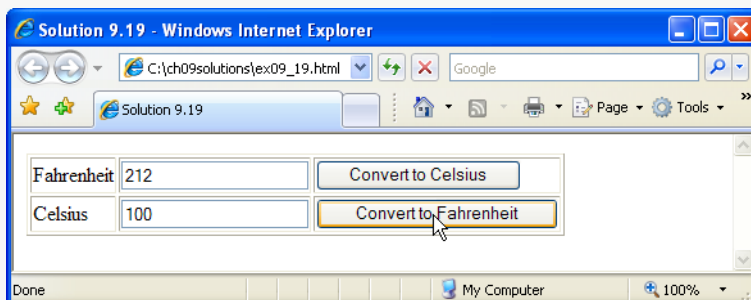 Solution 9.19 - Windows Internet Explorer
C:\ch09solutions\ex09_19.html Google
Solution 9.19 Page Tools »
Fahrenheit 212 Convert to Celsius
Celsius 100 Convert to Fahrenheit
Done My Computer 100%